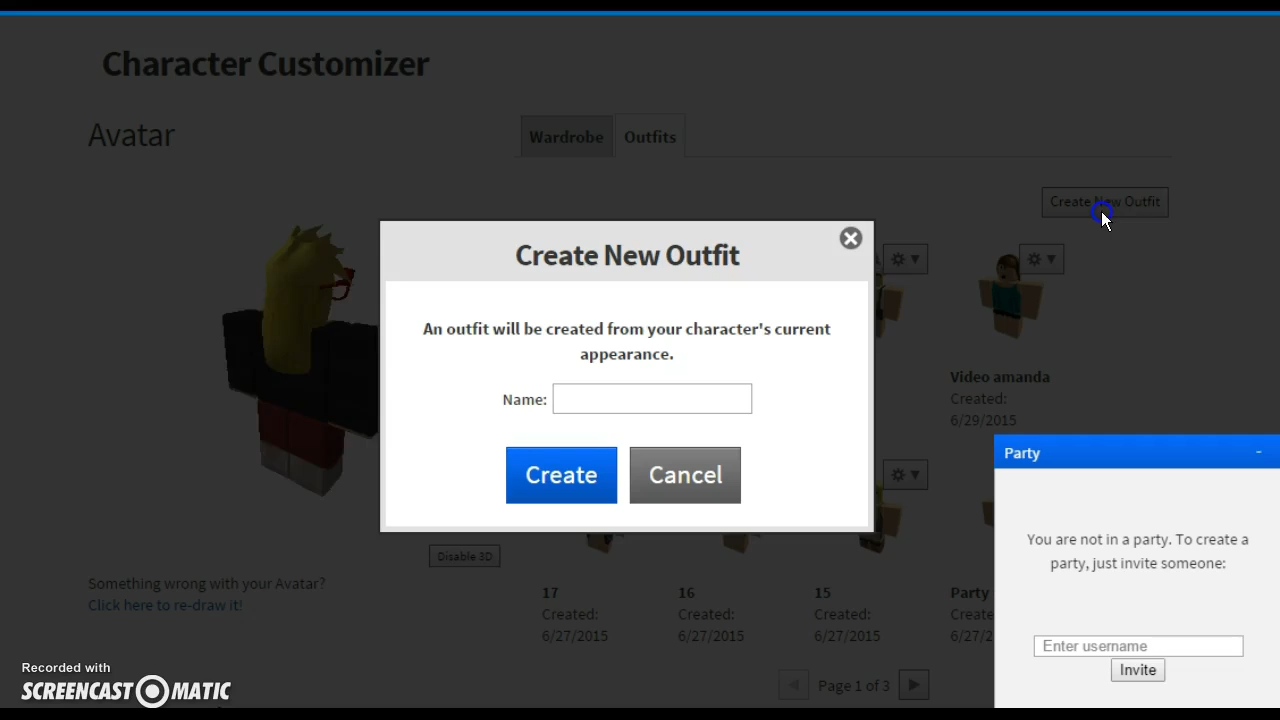 Character Customizer
Avatar
Wardrobe
Outfits
Create New Outfit
Create New Outfit
An outfit will be created from your character's current
appearance.
Name:
Create
Cancel
Video amanda
Created:
6/29/2015
Disable 3D
Something wrong with your Avatar?
Click here to re-draw it!
17
Created:
6/27/2015
16
Created:
6/27/2015
15
Created:
6/27/2015
Party
Create
6/27/2
Page 1 of 3
Party
You are not in a party. To create a
party, just invite someone:
Enter username
Invite
Recorded with
SCREENCAST-O-MATIC